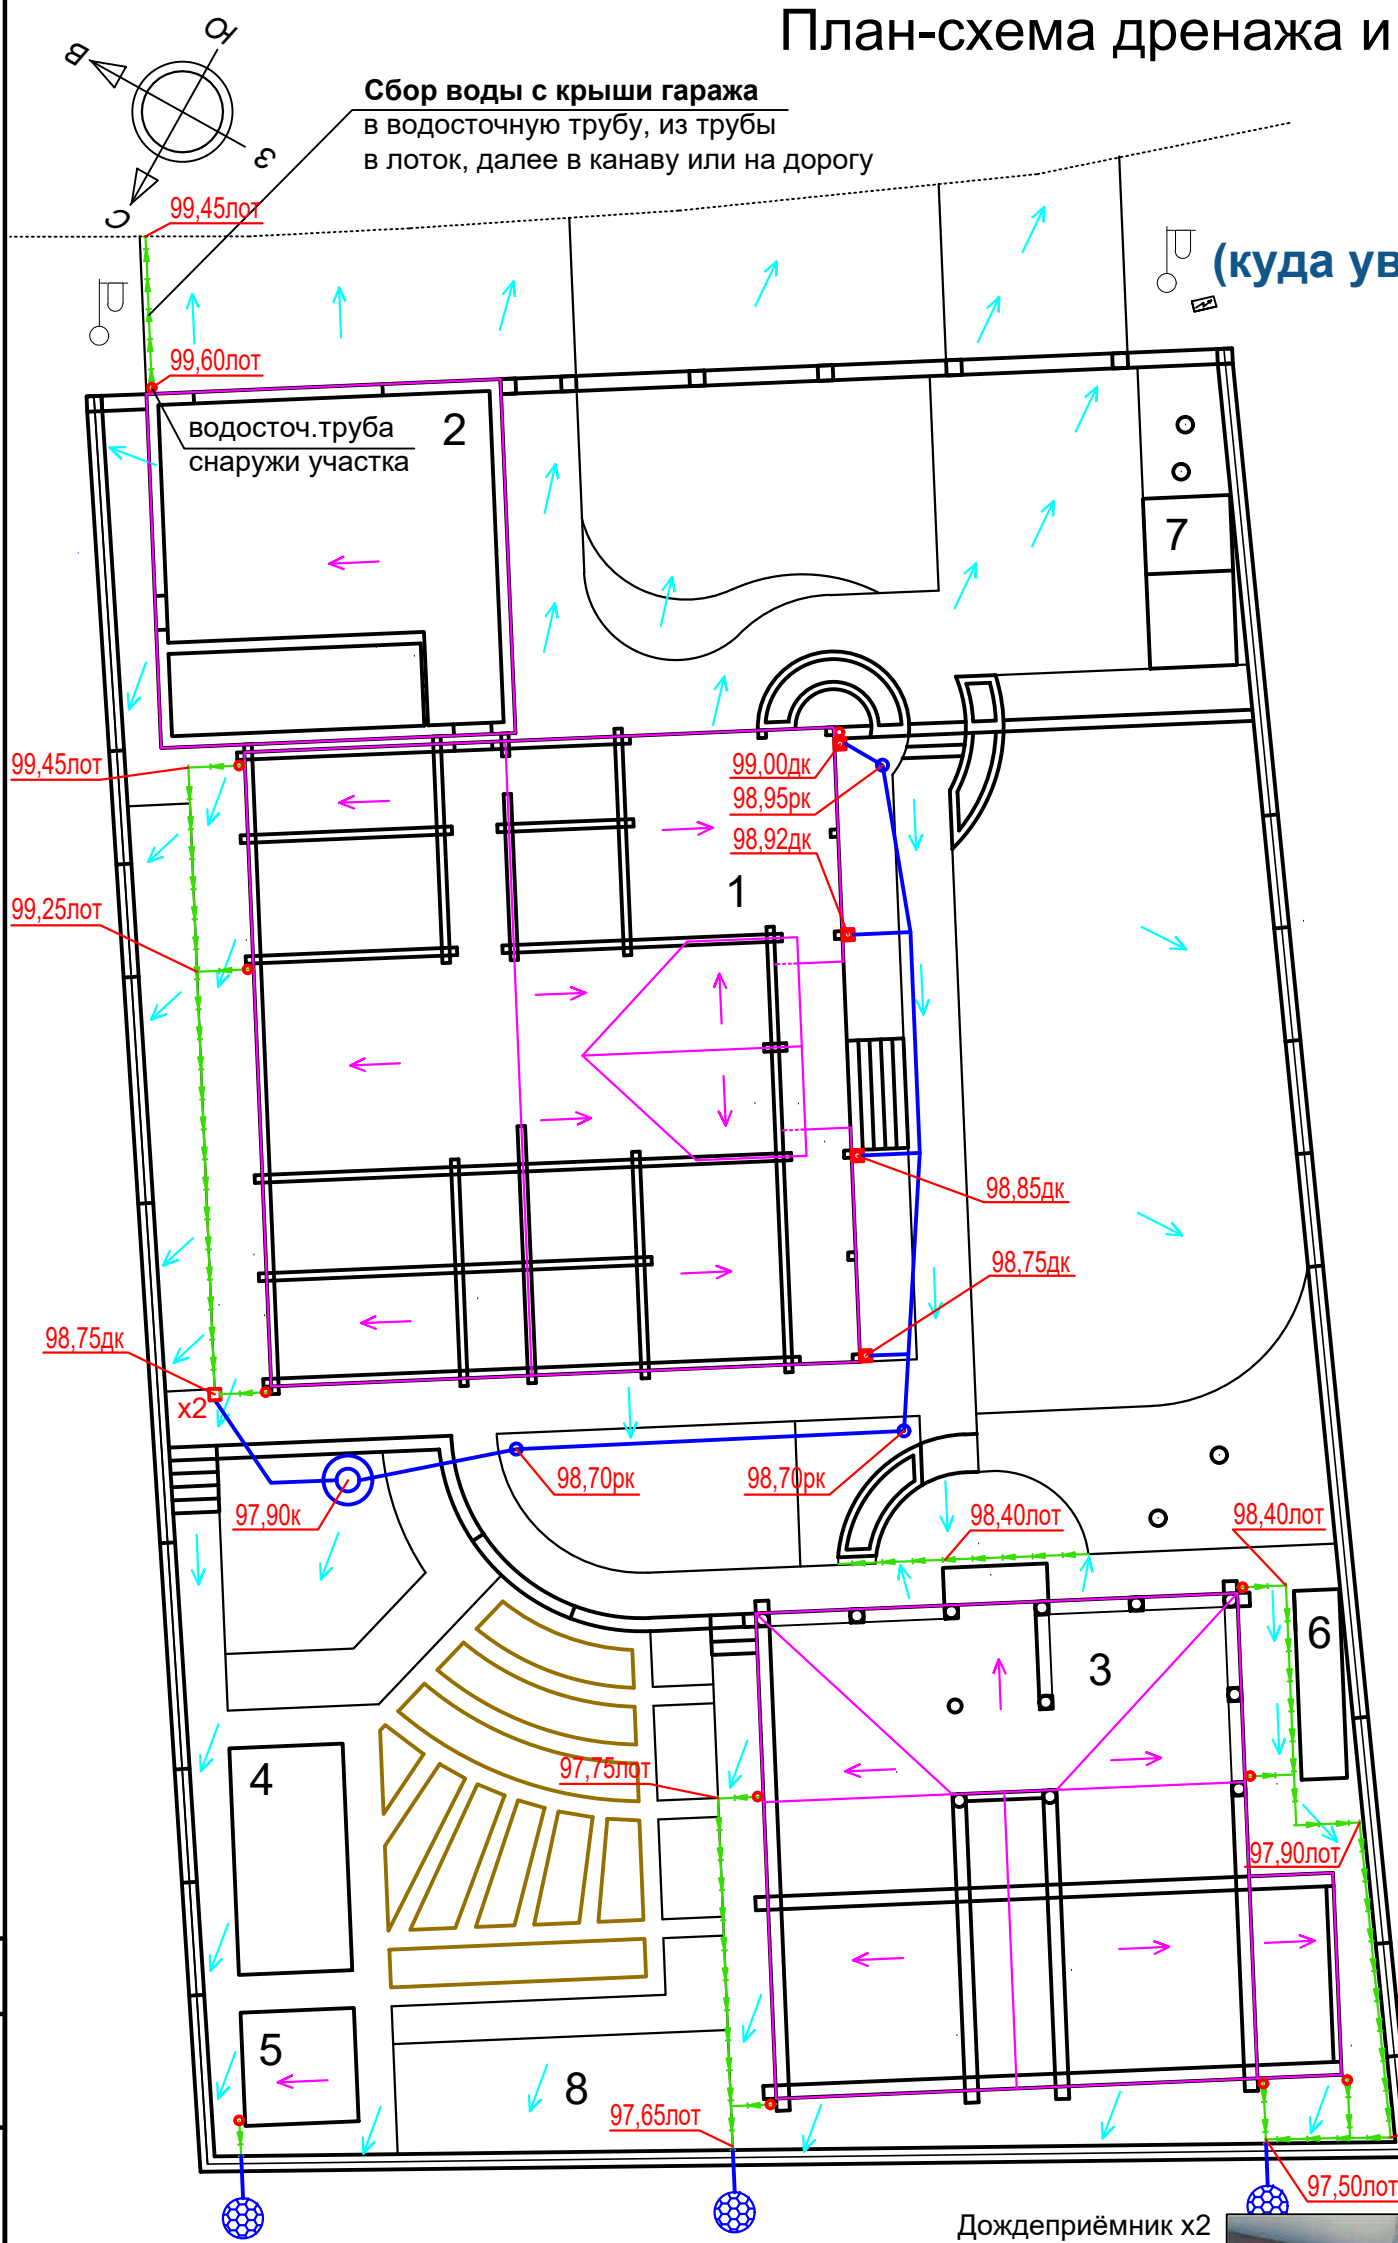 План-схема дренажа и
Ю
В
З
С
Сбор воды с крыши гаража
в водосточную трубу, из трубы
в лоток, далее в канаву или на дорогу
99,45лот
(куда ув
99,60лот
водосточ.труба
снаружи участка
2
7
99,45лот
99,00дк
98,95рк
98,92дк
1
99,25лот
98,85дк
98,75дк
98,75дк
х2
98,70рк
98,70рк
97,90к
98,40лот
98,40лот
6
3
4
97,75лот
97,90лот
5
8
97,65лот
97,50лот
Дождеприёмник х2